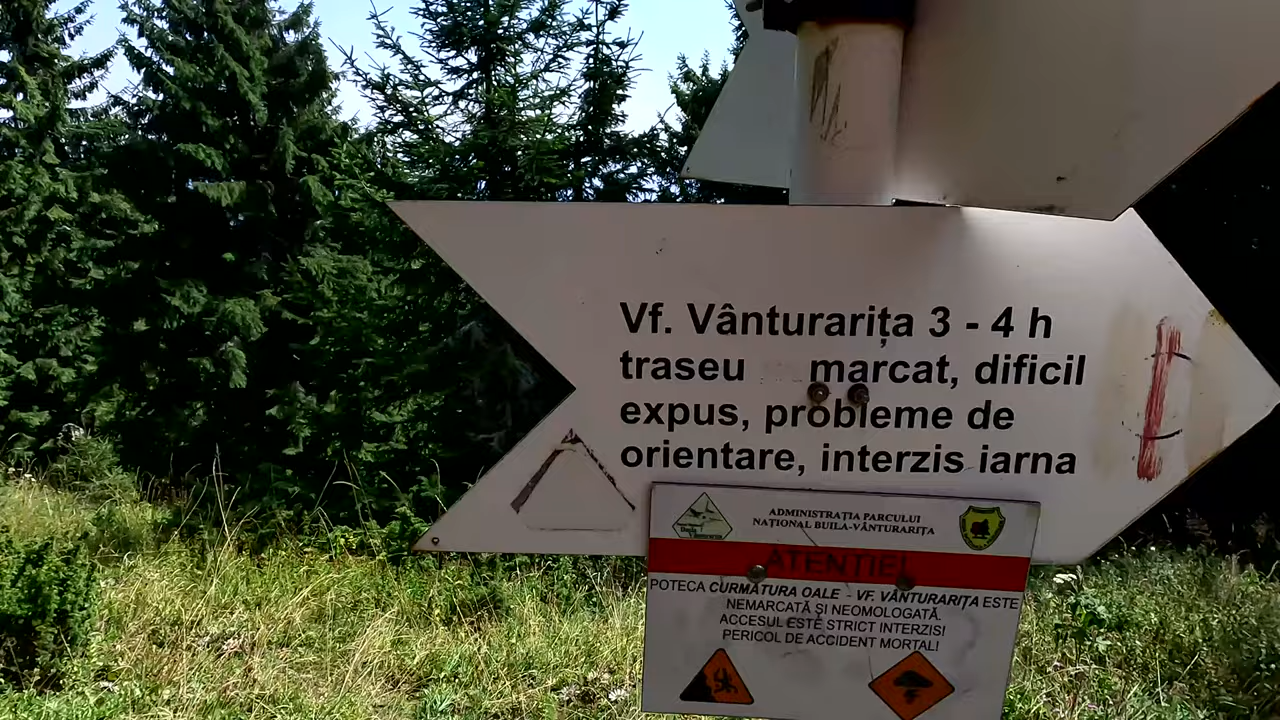 Vf. Vânturarița 3 - 4 h
traseu marcat, dificil
expus, probleme de
orientare, interzis iarna
ADMINISTRAȚIA PARCULUI
NAȚIONAL BUILA-VÂNTURARIȚA
ATENȚIE!
POTECA CURMĂTURA OALE - VF. VÂNTURARIȚA ESTE
NEMARCATĂ ȘI NEOMOLOGATĂ.
ACCESUL ESTE STRICT INTERZIS!
PERICOL DE ACCIDENT MORTAL!